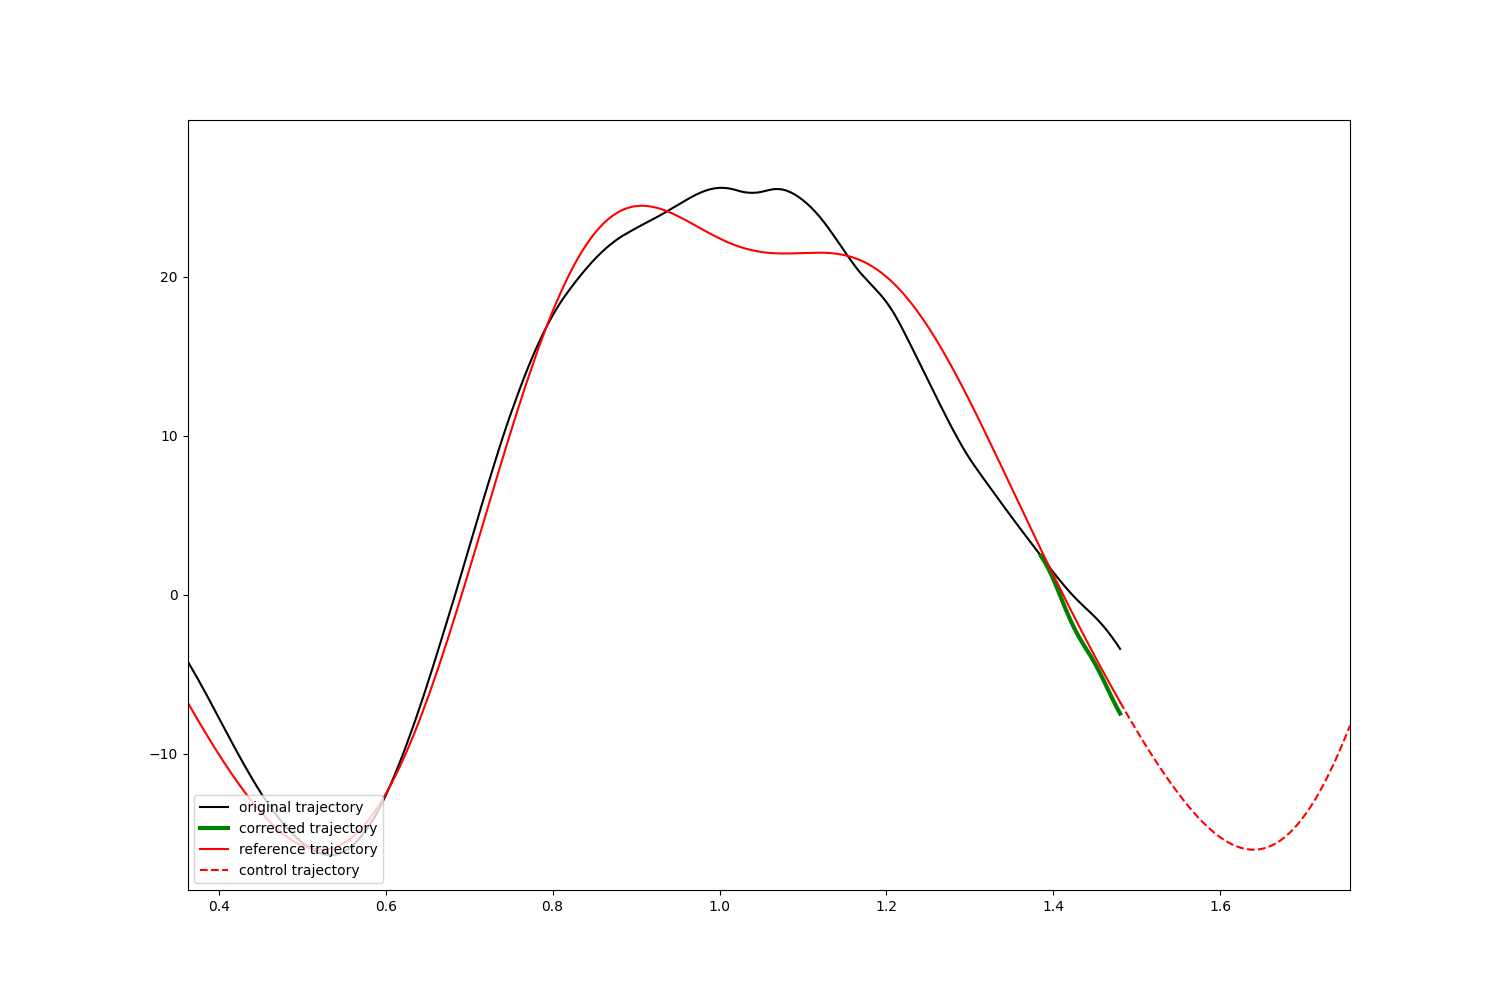 20
10
0
−10
original trajectory
corrected trajectory
reference trajectory
control trajectory
0.4 0.6 0.8 1.0 1.2 1.4 1.6